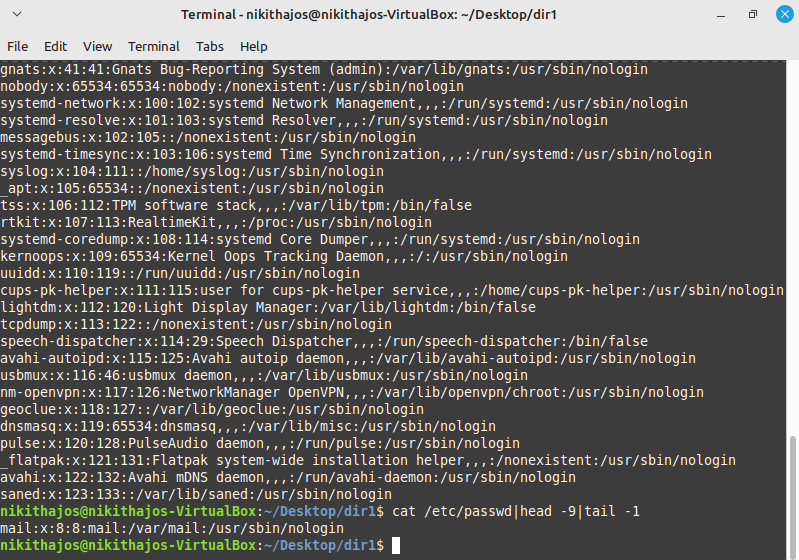 Terminal - nikithajos@nikithajos-VirtualBox: ~/Desktop/dir1
File Edit View Terminal Tabs Help
gnats:x:41:41:Gnats Bug-Reporting System (admin):/var/lib/gnats:/usr/sbin/nologin
nobody:x:65534:65534:nobody:/nonexistent:/usr/sbin/nologin
systemd-network:x:100:102:systemd Network Management,,,:/run/systemd:/usr/sbin/nologin
systemd-resolve:x:101:103:systemd Resolver,,,:/run/systemd:/usr/sbin/nologin
messagebus:x:102:105::/nonexistent:/usr/sbin/nologin
systemd-timesync:x:103:106:systemd Time Synchronization,,,:/run/systemd:/usr/sbin/nologin
syslog:x:104:111::/home/syslog:/usr/sbin/nologin
_apt:x:105:65534::/nonexistent:/usr/sbin/nologin
tss:x:106:112:TPM software stack,,,:/var/lib/tpm:/bin/false
rtkit:x:107:113:RealtimeKit,,,:/proc:/usr/sbin/nologin
systemd-coredump:x:108:114:systemd Core Dumper,,,:/run/systemd:/usr/sbin/nologin
kernoops:x:109:65534:Kernel Oops Tracking Daemon,,,:/:/usr/sbin/nologin
uuidd:x:110:119::/run/uuidd:/usr/sbin/nologin
cups-pk-helper:x:111:115:user for cups-pk-helper service,,,:/home/cups-pk-helper:/usr/sbin/nologin
lightdm:x:112:120:Light Display Manager:/var/lib/lightdm:/bin/false
tcpdump:x:113:122::/nonexistent:/usr/sbin/nologin
speech-dispatcher:x:114:29:Speech Dispatcher,,,:/run/speech-dispatcher:/bin/false
avahi-autoipd:x:115:125:Avahi autoip daemon,,,:/var/lib/avahi-autoipd:/usr/sbin/nologin
usbmux:x:116:46:usbmux daemon,,,:/var/lib/usbmux:/usr/sbin/nologin
nm-openvpn:x:117:126:NetworkManager OpenVPN,,,:/var/lib/openvpn/chroot:/usr/sbin/nologin
geoclue:x:118:127::/var/lib/geoclue:/usr/sbin/nologin
dnsmasq:x:119:65534:dnsmasq,,,:/var/lib/misc:/usr/sbin/nologin
pulse:x:120:128:PulseAudio daemon,,,:/run/pulse:/usr/sbin/nologin
_flatpak:x:121:131:Flatpak system-wide installation helper,,,:/nonexistent:/usr/sbin/nologin
avahi:x:122:132:Avahi mDNS daemon,,,:/run/avahi-daemon:/usr/sbin/nologin
saned:x:123:133::/var/lib/saned:/usr/sbin/nologin
nikithajos@nikithajos-VirtualBox:~/Desktop/dir1$ cat /etc/passwd|head -9|tail -1
mail:x:8:8:mail:/var/mail:/usr/sbin/nologin
nikithajos@nikithajos-VirtualBox:~/Desktop/dir1$